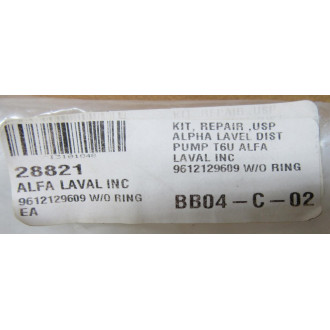 28821
ALFA LAVAL INC
9612129609 W/O RING
EA
KIT, REPAIR ,USP
ALPHA LAVEL DIST
PUMP T6U ALFA
LAVAL INC
9612129609 W/O RING
BB04-C-02